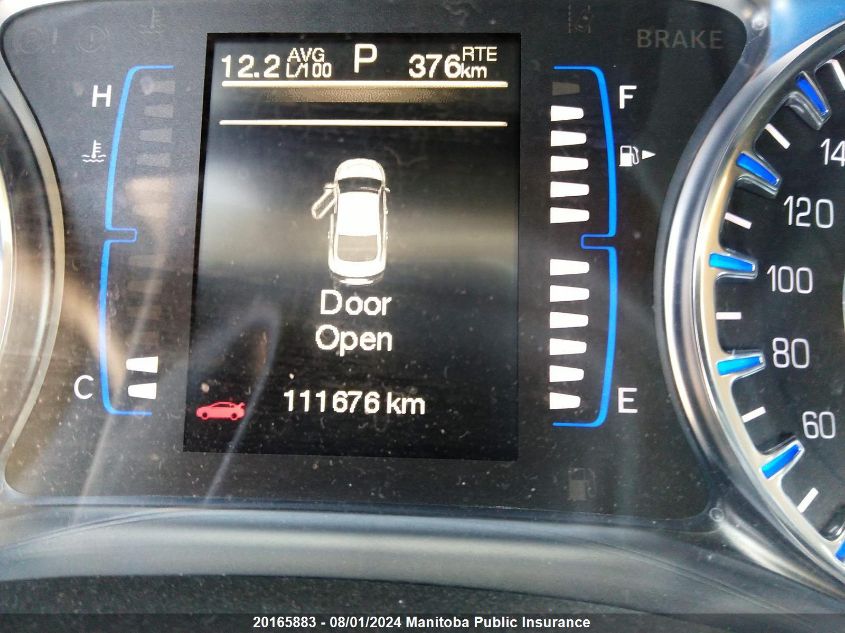 12.2 AVG L/100 P 376 RTE km
BRAKE
H
F
14
120
100
80
60
Door
Open
C
E
111676 km
20165883 - 08/01/2024 Manitoba Public Insurance